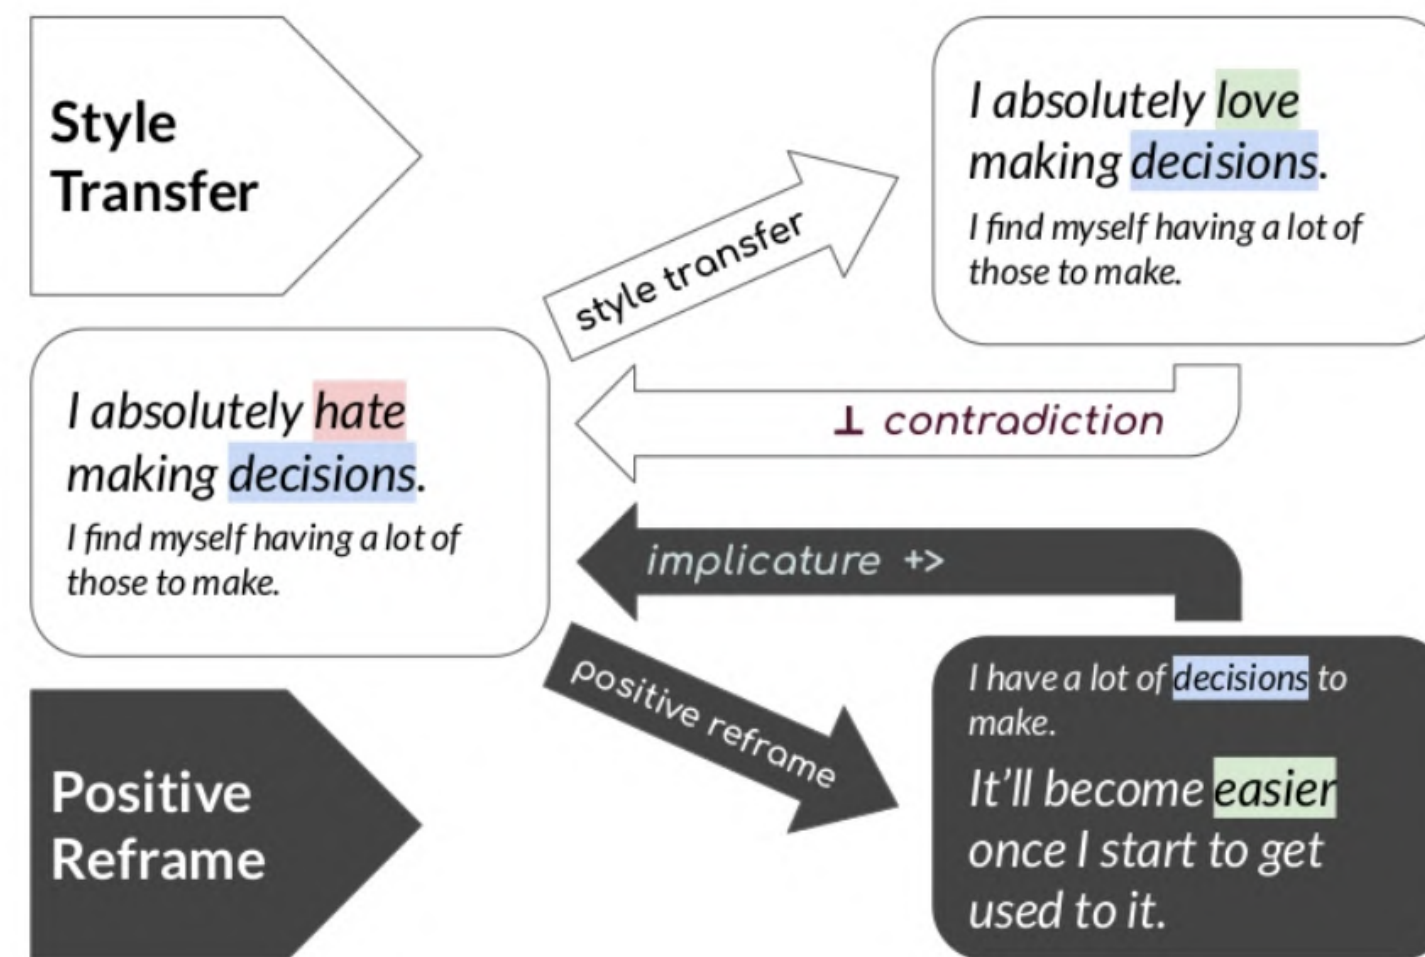 Style
Transfer
I absolutely love
making decisions.
I find myself having a lot of
those to make.
style transfer
⊥ contradiction
I absolutely hate
making decisions.
I find myself having a lot of
those to make.
implicature +>
positive reframe
Positive
Reframe
I have a lot of decisions to
make.
It’ll become easier
once I start to get
used to it.